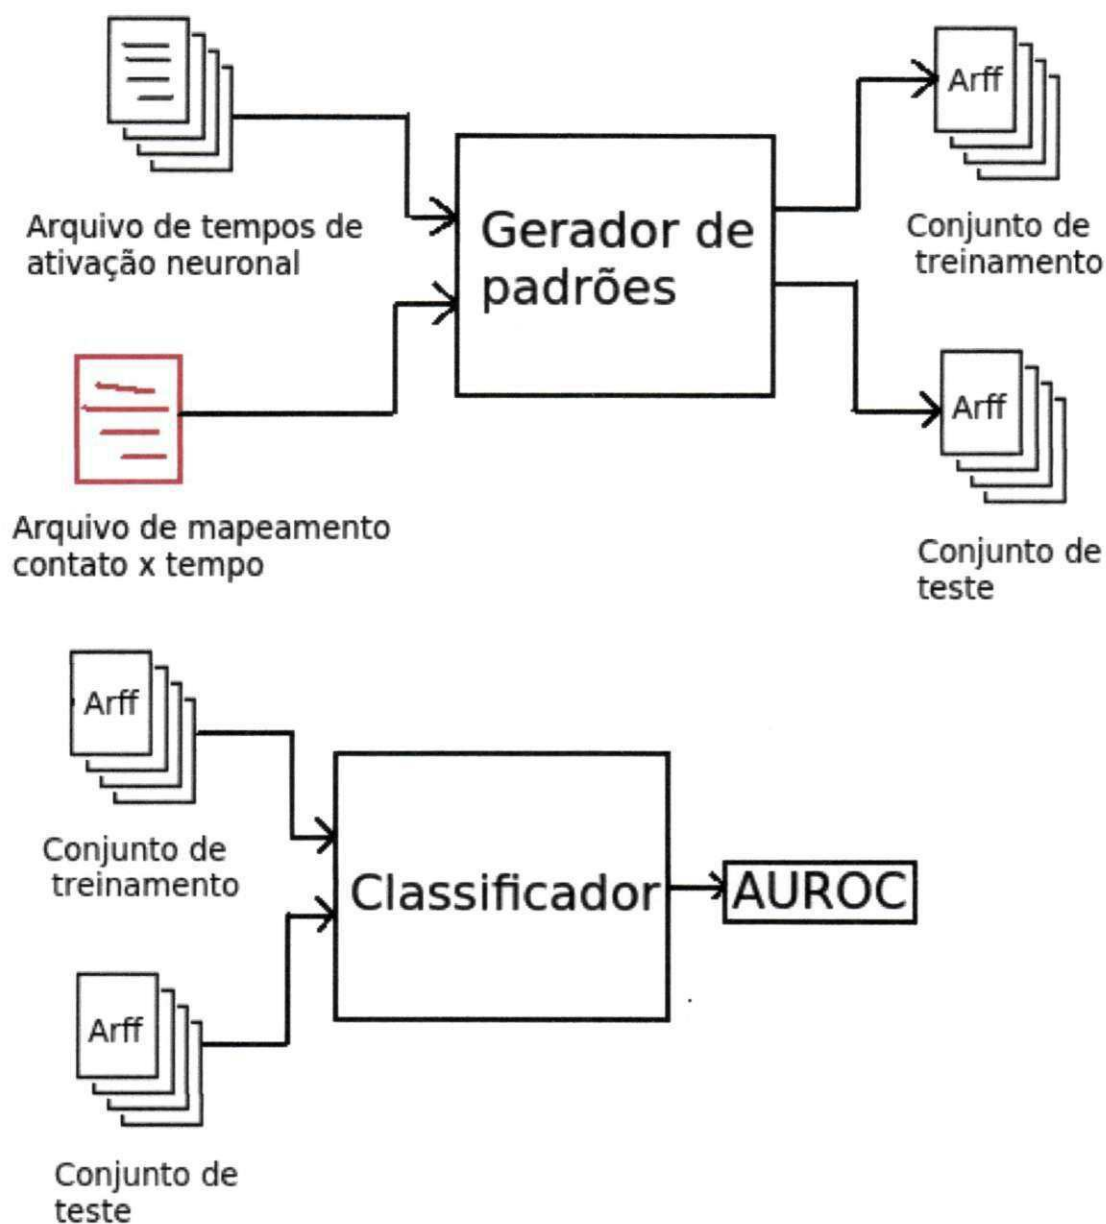 Arff
Arff
Arquivo de tempos de
ativação neuronal
Gerador de
padrões
Conjunto de
treinamento
Arquivo de mapeamento
contato x tempo
Conjunto de
teste
Arff
Conjunto de
treinamento
Classificador
AUROC
Arff
Conjunto de
teste